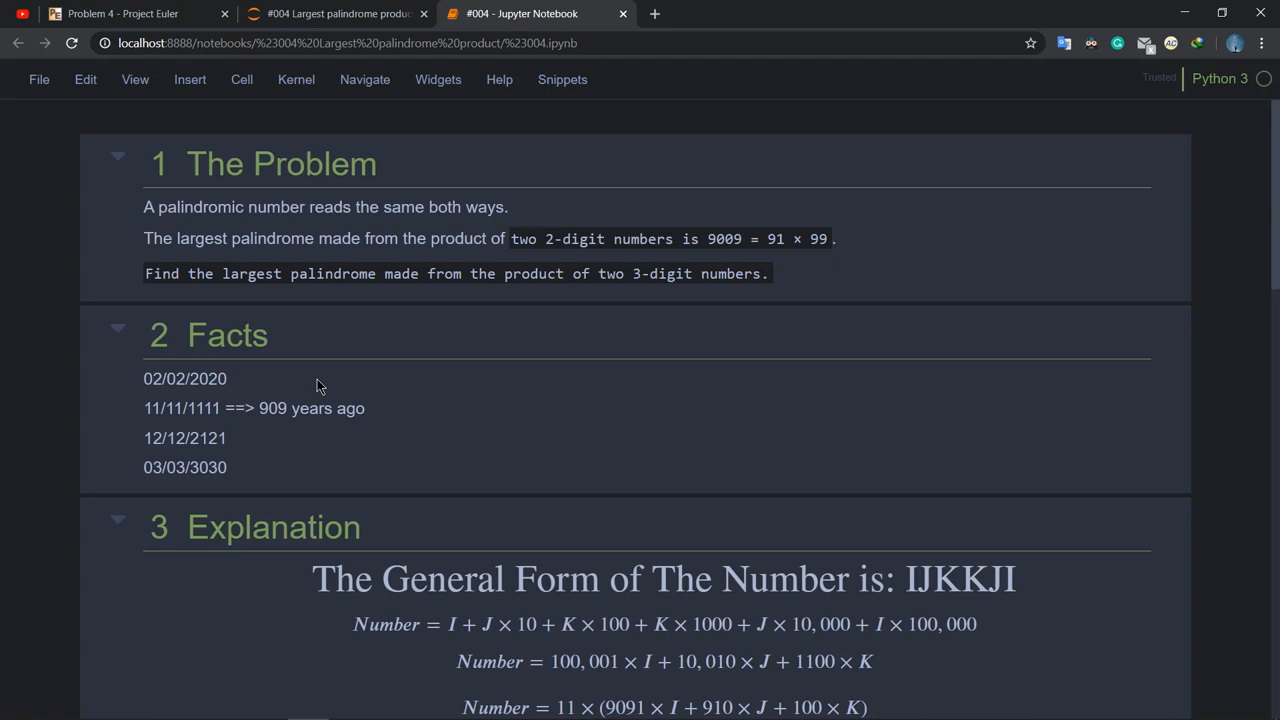 Problem 4 - Project Euler
#004 Largest palindrome produc
#004 - Jupyter Notebook
localhost:8888/notebooks/%23004%20Largest%20palindrome%20product/%23004.ipynb
File Edit View Insert Cell Kernel Navigate Widgets Help Snippets Trusted Python 3
1 The Problem
A palindromic number reads the same both ways.
The largest palindrome made from the product of two 2-digit numbers is 9009 = 91 × 99.
Find the largest palindrome made from the product of two 3-digit numbers.
2 Facts
02/02/2020
11/11/1111 ==> 909 years ago
12/12/2121
03/03/3030
3 Explanation
The General Form of The Number is: IJKKJI
Number = I + J × 10 + K × 100 + K × 1000 + J × 10, 000 + I × 100, 000
Number = 100, 001 × I + 10, 010 × J + 1100 × K
Number = 11 × (9091 × I + 910 × J + 100 × K)